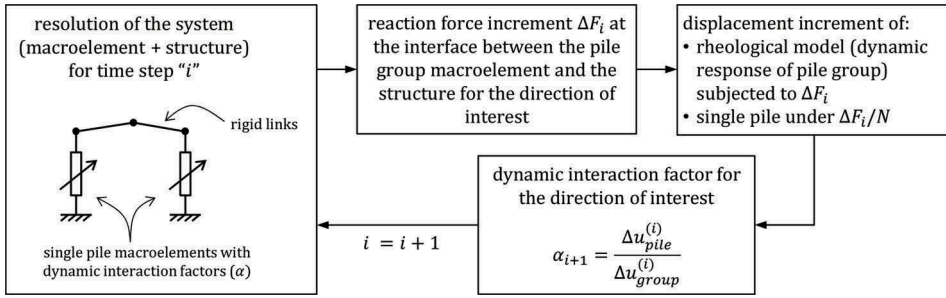 resolution of the system
(macroelement + structure)
for time step "i"
rigid links
single pile macroelements with
dynamic interaction factors (α)
reaction force increment ΔF_i at
the interface between the pile
group macroelement and the
structure for the direction of
interest
displacement increment of:
• rheological model (dynamic
response of pile group)
subjected to ΔF_i
• single pile under ΔF_i/N
dynamic interaction factor for
the direction of interest
α_{i+1} = Δu_{pile}^{(i)} / Δu_{group}^{(i)}
i = i + 1